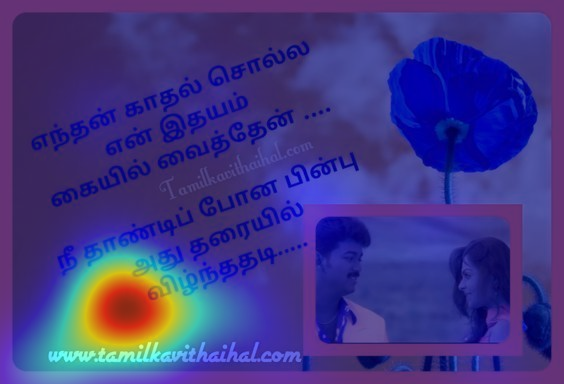 எந்தன் காதல் சொல்ல
என் இதயம்
கையில் வைத்தேன் ....
Tamilkavithaihal.com
நீ தாண்டிப் போன பின்பு
அது தரையில்
விழ்ந்ததடி.....
www.tamilkavithaihal.com